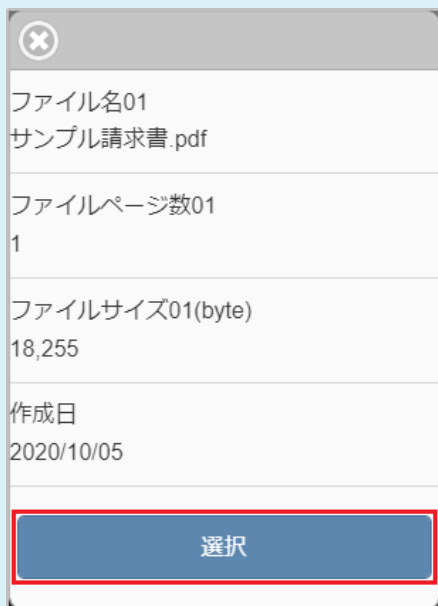 ファイル名01
サンプル請求書.pdf
ファイルページ数01
1
ファイルサイズ01(byte)
18,255
作成日
2020/10/05
選択